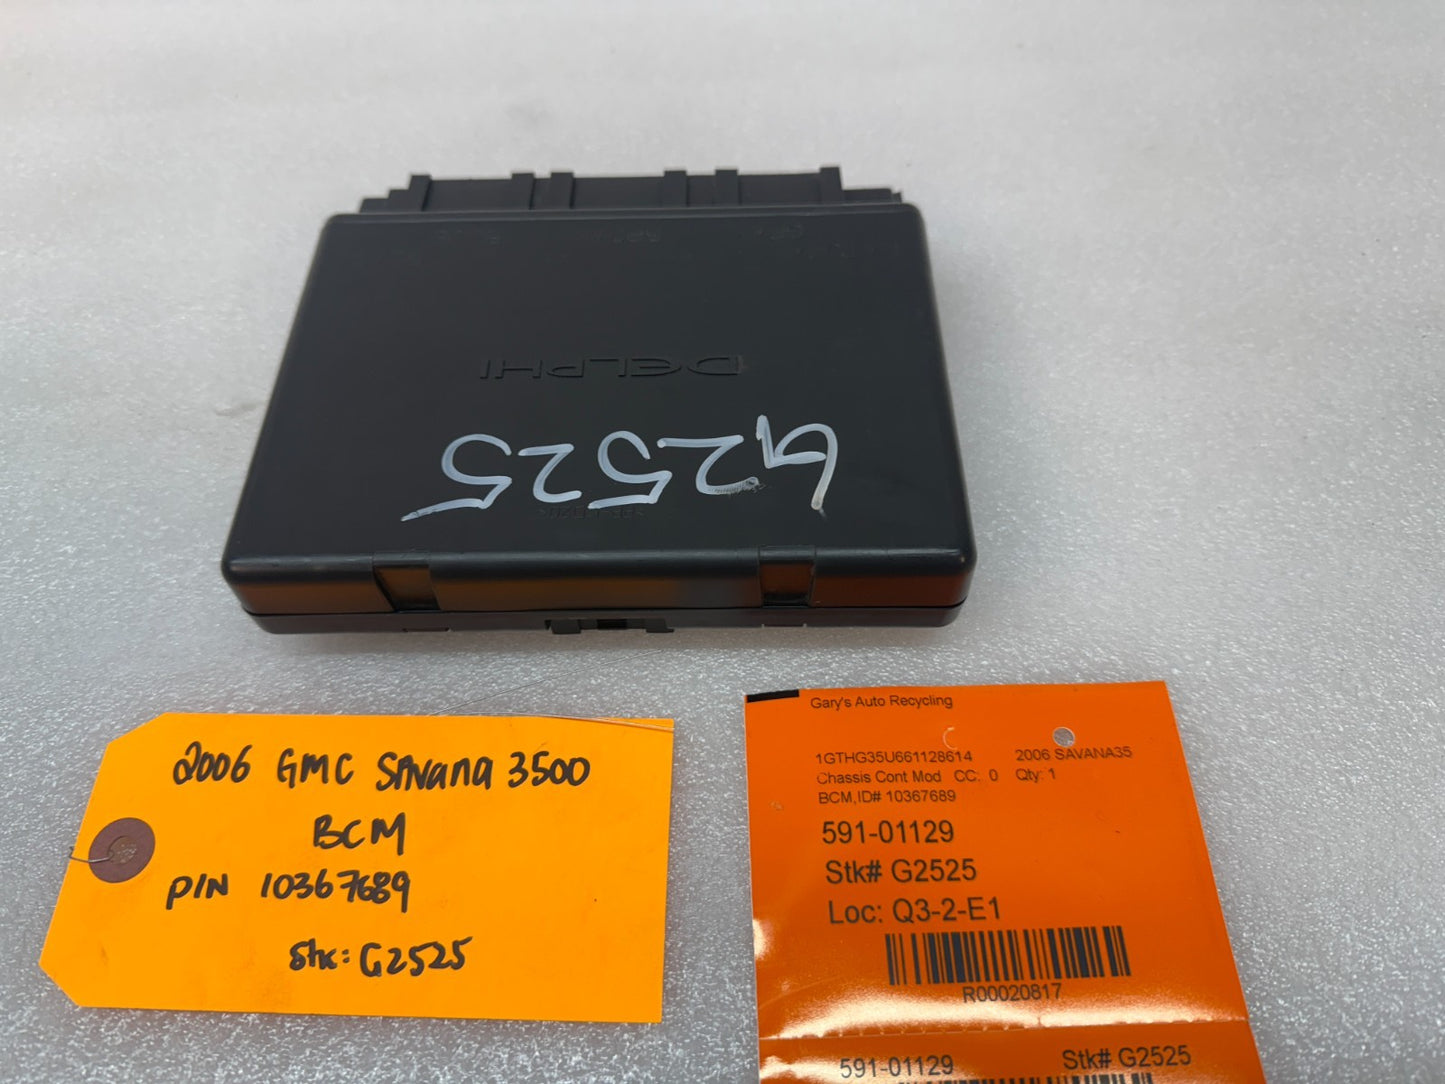 DELPHI
G2525
2006 GMC SAVana 3500
BCM
P/N 10367689
Stk: G2525
Gary's Auto Recycling
1GTHG35U661128614 2006 SAVANA35
Chassis Cont Mod CC: 0 Qty: 1
BCM,ID# 10367689
591-01129
Stk# G2525
Loc: Q3-2-E1
R00020817
591-01129 Stk# G2525